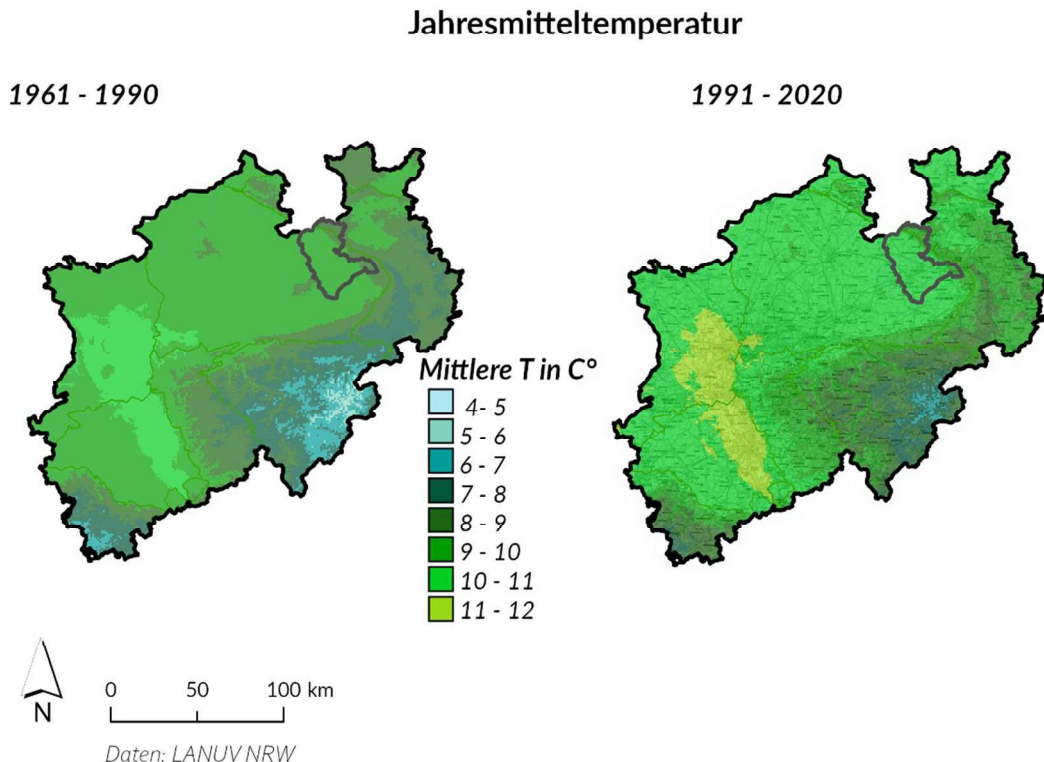 Jahresmitteltemperatur
1961 - 1990
1991 - 2020
Mittlere T in C°
4- 5
5 - 6
6 - 7
7 - 8
8 - 9
9 - 10
10 - 11
11 - 12
N
0 50 100 km
Daten: LANUV NRW